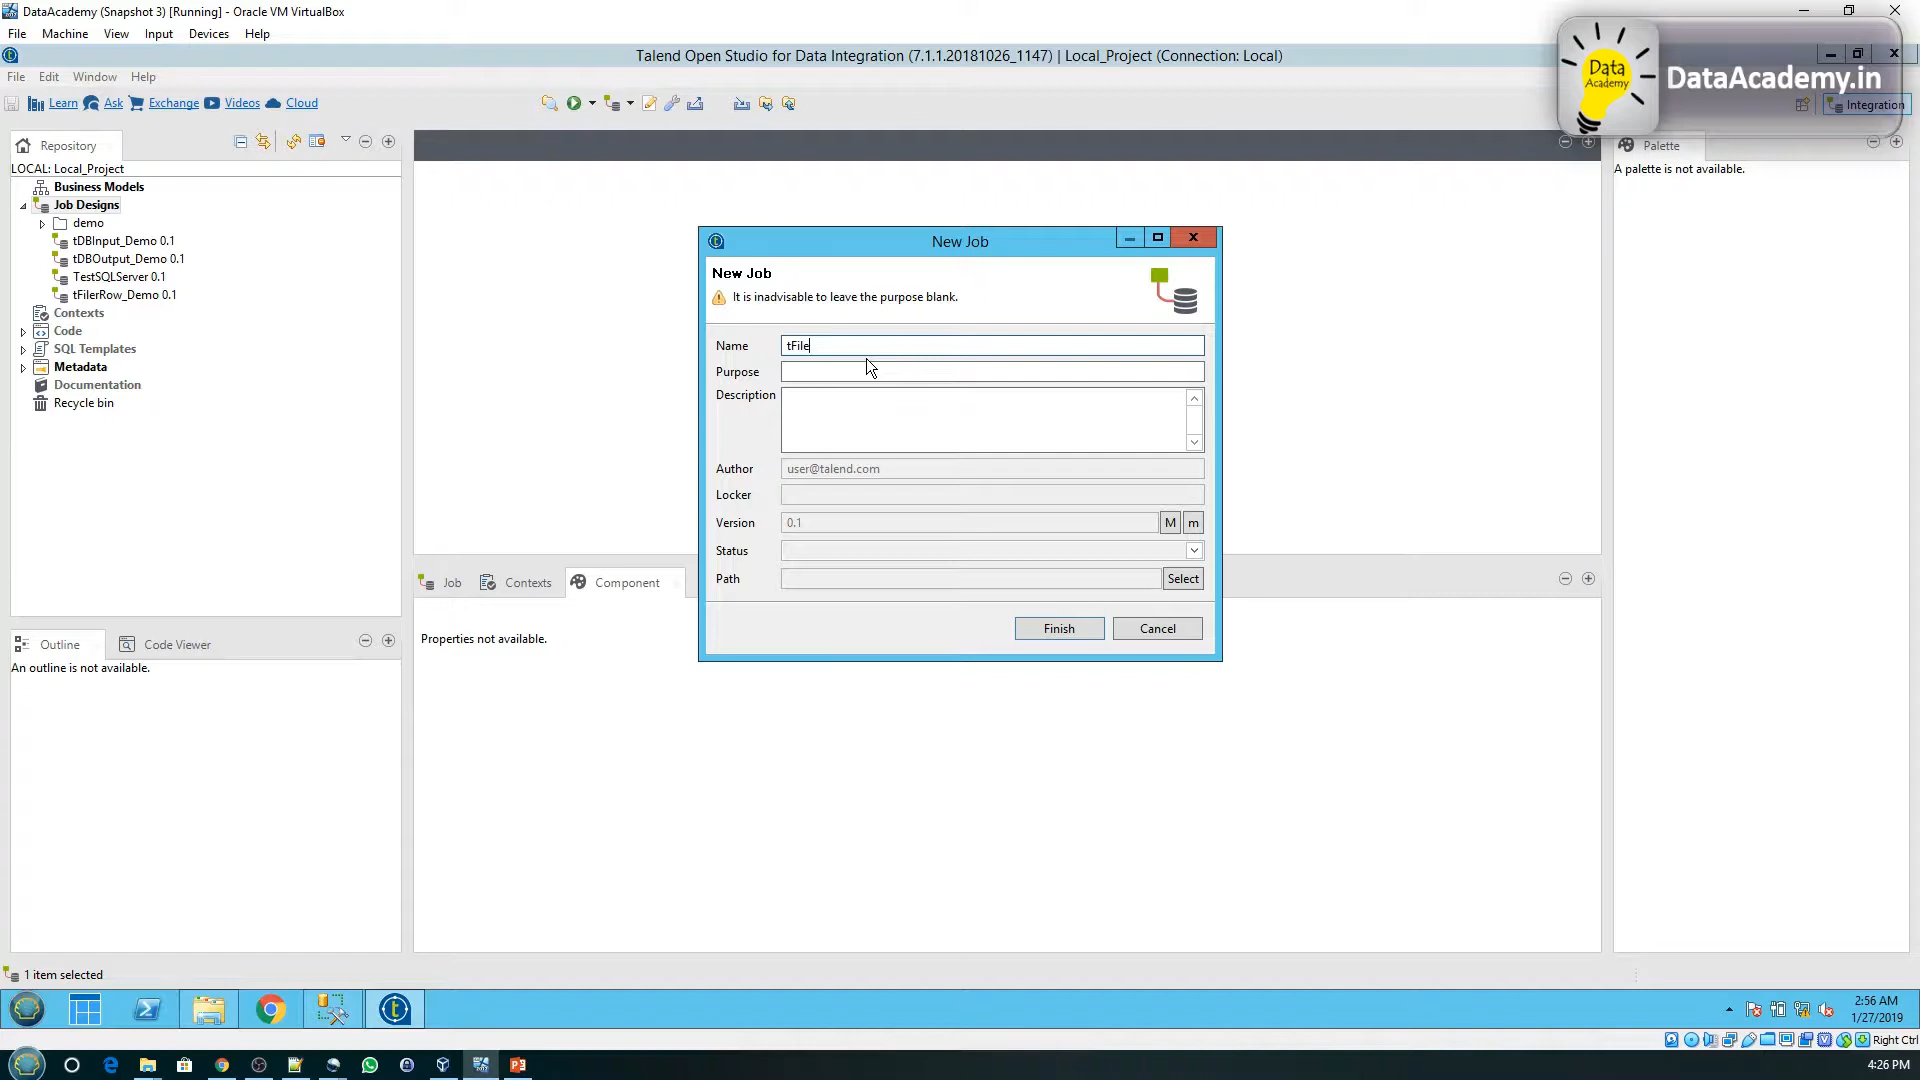 DataAcademy (Snapshot 3) [Running] - Oracle VM VirtualBox
File Machine View Input Devices Help
Talend Open Studio for Data Integration (7.1.1.20181026_1147) | Local_Project (Connection: Local)
File Edit Window Help
Data
Academy
DataAcademy.in
Learn Ask Exchange Videos Cloud
Integration
Repository
LOCAL: Local_Project
Business Models
Job Designs
demo
tDBInput_Demo 0.1
tDBOutput_Demo 0.1
TestSQLServer 0.1
tFilerRow_Demo 0.1
Contexts
Code
SQL Templates
Metadata
Documentation
Recycle bin
Palette
A palette is not available.
New Job
New Job
It is inadvisable to leave the purpose blank.
Name tFile
Purpose
Description
Author user@talend.com
Locker
Version 0.1 M m
Status
Path Select
Finish Cancel
Job Contexts Component
Properties not available.
Outline Code Viewer
An outline is not available.
1 item selected
2:56 AM
1/27/2019
Right Ctrl
4:26 PM